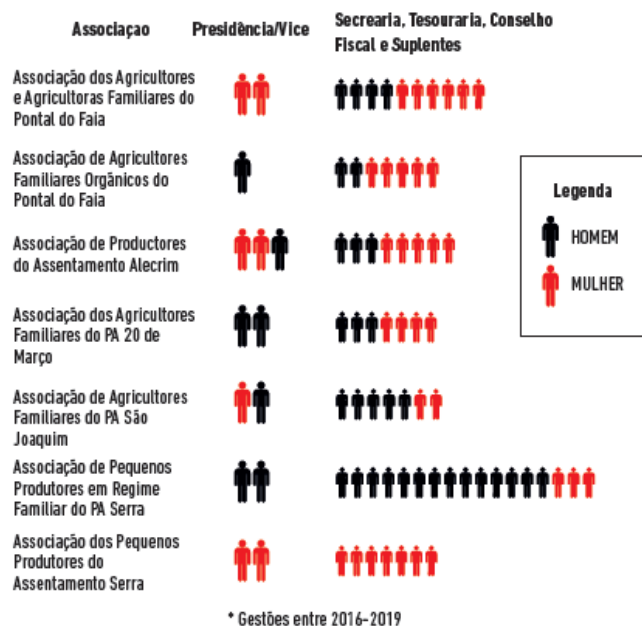 Associaçao
Presidência/Vice
Secrearia, Tesouraria, Conselho
Fiscal e Suplentes
Associação dos Agricultores
e Agricultoras Familiares do
Pontal do Faia
Associação de Agricultores
Familiares Orgânicos do
Pontal do Faia
Associação de Productores
do Assentamento Alecrim
Associação dos Agricultores
Familiares do PA 20 de
Março
Associação de Agricultores
Familiares do PA São
Joaquim
Associação de Pequenos
Produtores em Regime
Familiar do PA Serra
Associação dos Pequenos
Produtores do
Assentamento Serra
Legenda
HOMEM
MULHER
* Gestões entre 2016-2019